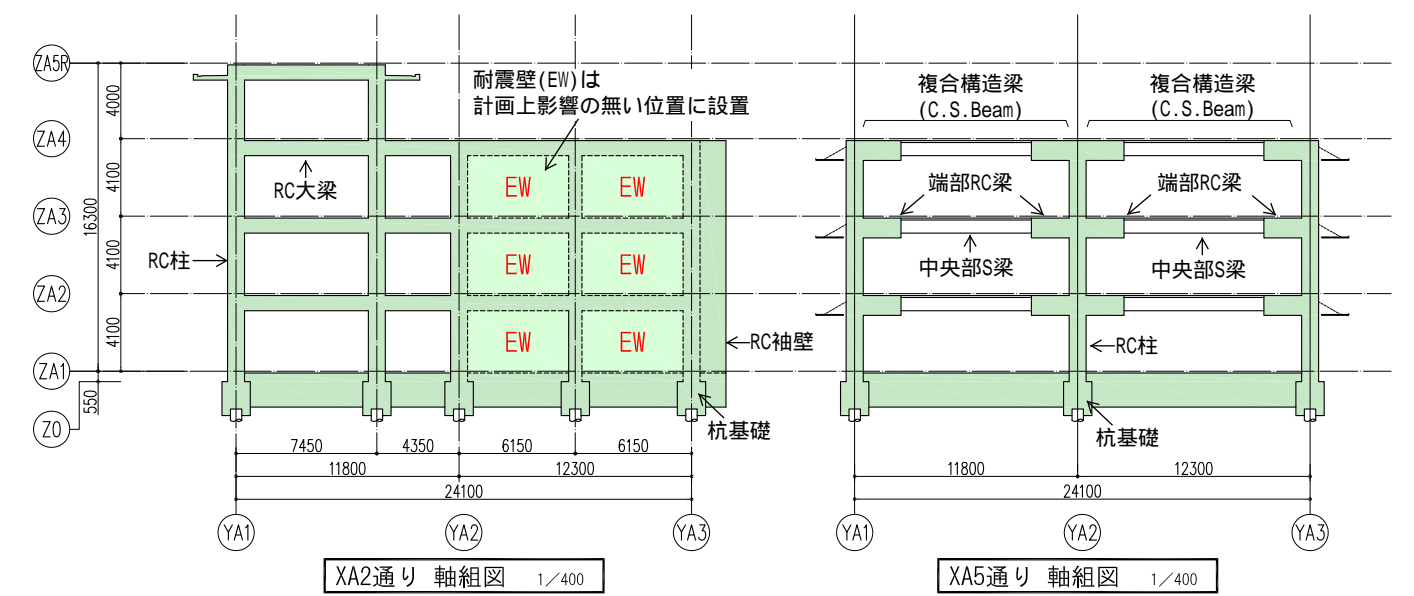 ZA5R
ZA4
ZA3
ZA2
ZA1
Z0
4000
4100
4100
4100
16300
550
耐震壁(EW)は
計画上影響の無い位置に設置
RC大梁
RC柱
EW
EW
EW
EW
EW
EW
RC袖壁
杭基礎
7450
4350
6150
6150
11800
12300
24100
YA1
YA2
YA3
XA2通り 軸組図 1/400
複合構造梁
(C.S.Beam)
複合構造梁
(C.S.Beam)
端部RC梁
端部RC梁
中央部S梁
中央部S梁
RC柱
杭基礎
11800
12300
24100
YA1
YA2
YA3
XA5通り 軸組図 1/400